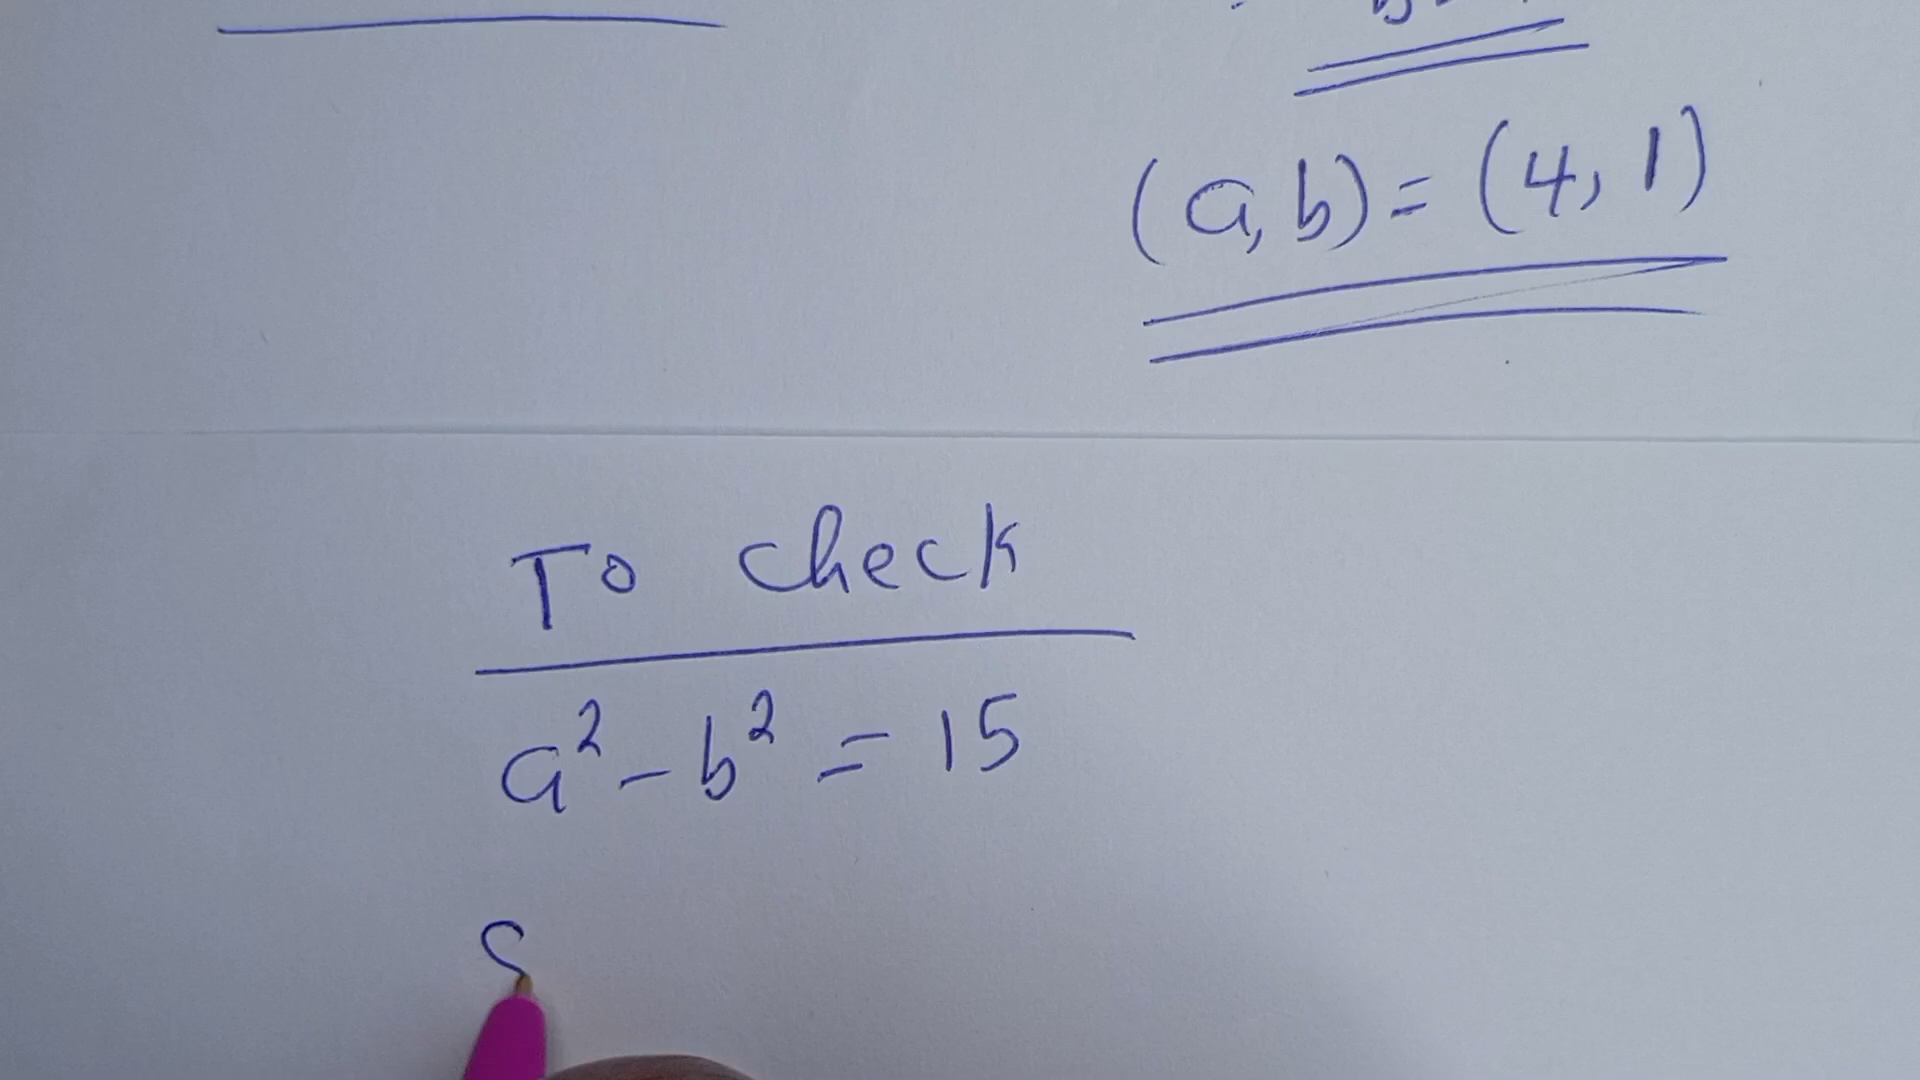 (a,b) = (4, 1)
To check
a² - b² = 15
S